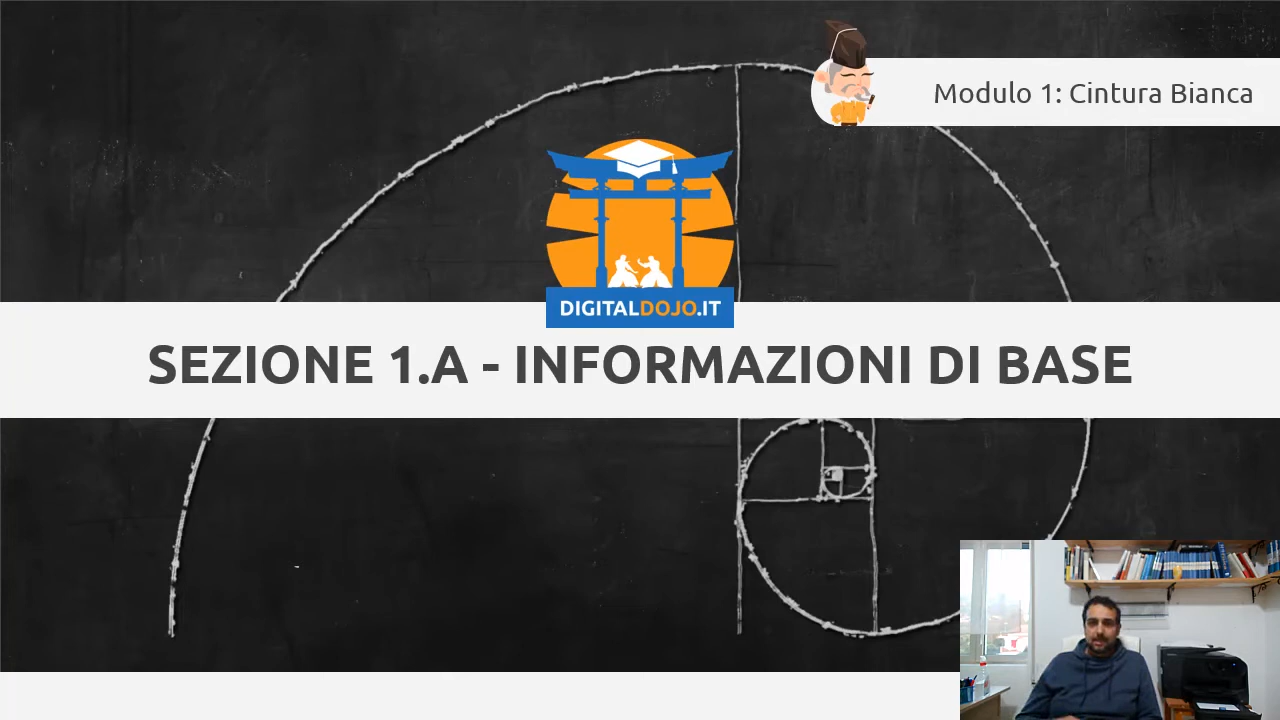 Modulo 1: Cintura Bianca
DIGITALDOJO.IT
SEZIONE 1.A - INFORMAZIONI DI BASE